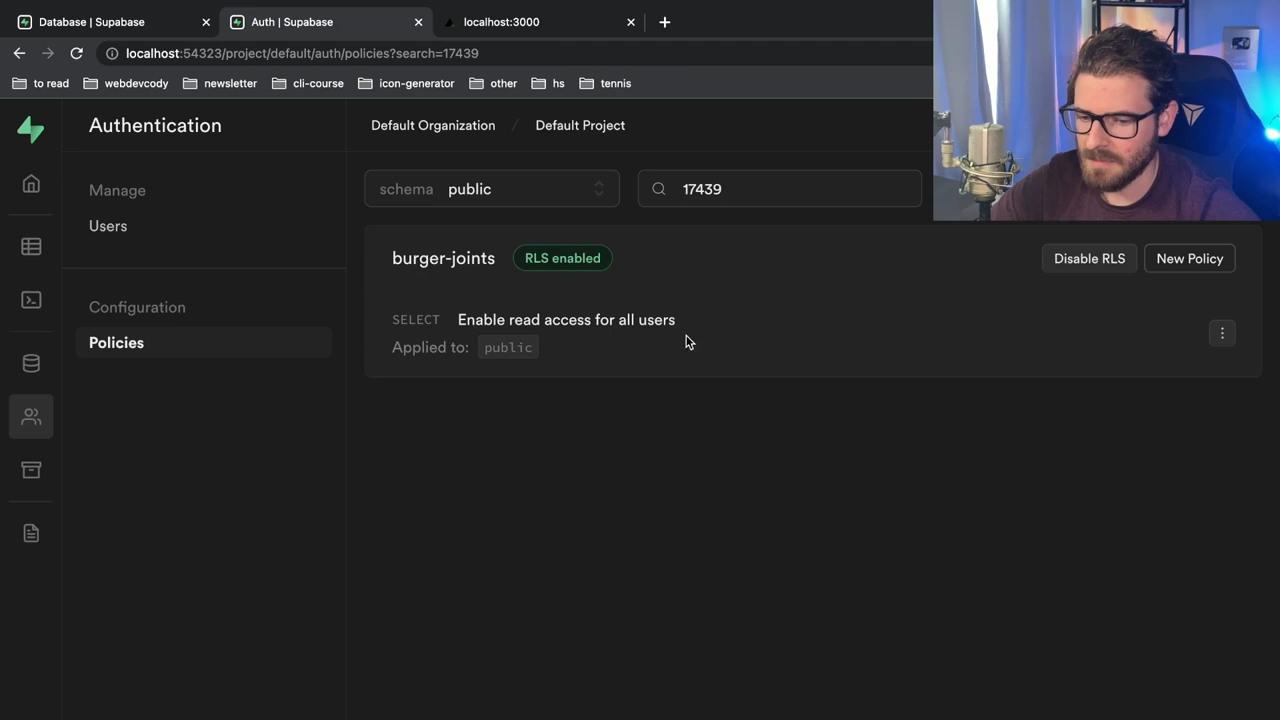 Database | Supabase
Auth | Supabase
localhost:3000
localhost:54323/project/default/auth/policies?search=17439
to read
webdevcody
newsletter
cli-course
icon-generator
other
hs
tennis
Authentication
Default Organization / Default Project
Manage
Users
Configuration
Policies
schema public
17439
burger-joints RLS enabled
Disable RLS
New Policy
SELECT Enable read access for all users
Applied to: public